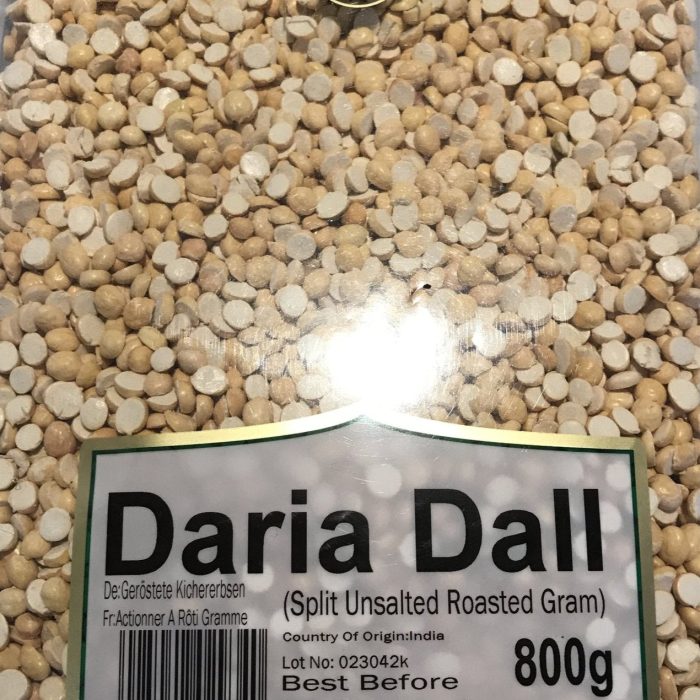 Daria Dall
De:Geröstete Kichererbsen
(Split Unsalted Roasted Gram)
Fr:Actionner A Rôti Gramme
Country Of Origin:India
Lot No: 023042k
800g
Best Before